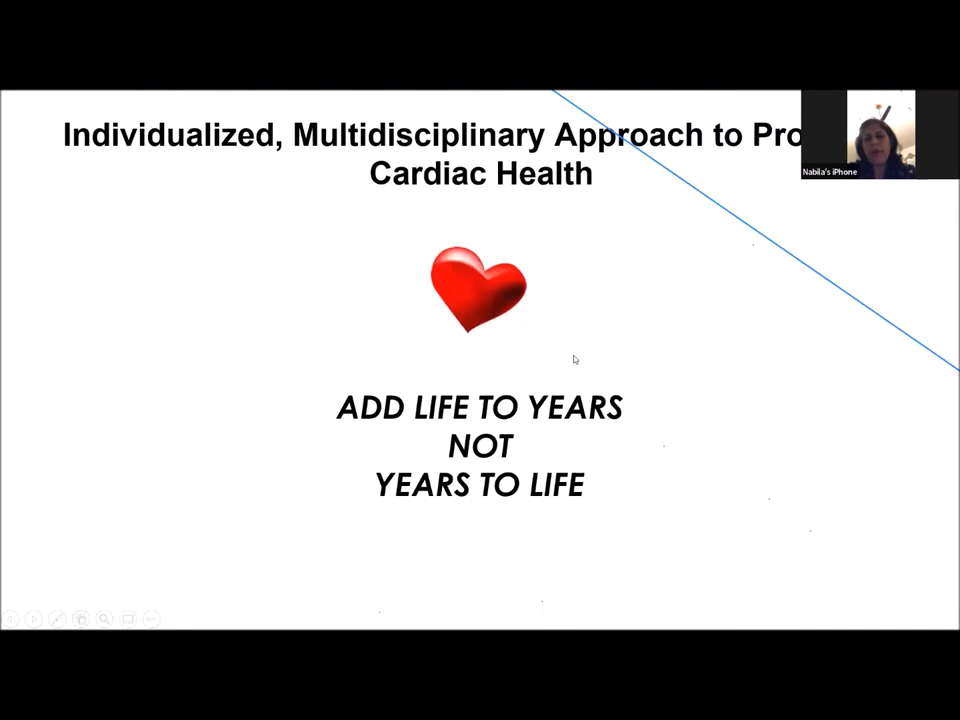 Individualized, Multidisciplinary Approach to Pro
Cardiac Health
Nabila's iPhone
ADD LIFE TO YEARS
NOT
YEARS TO LIFE